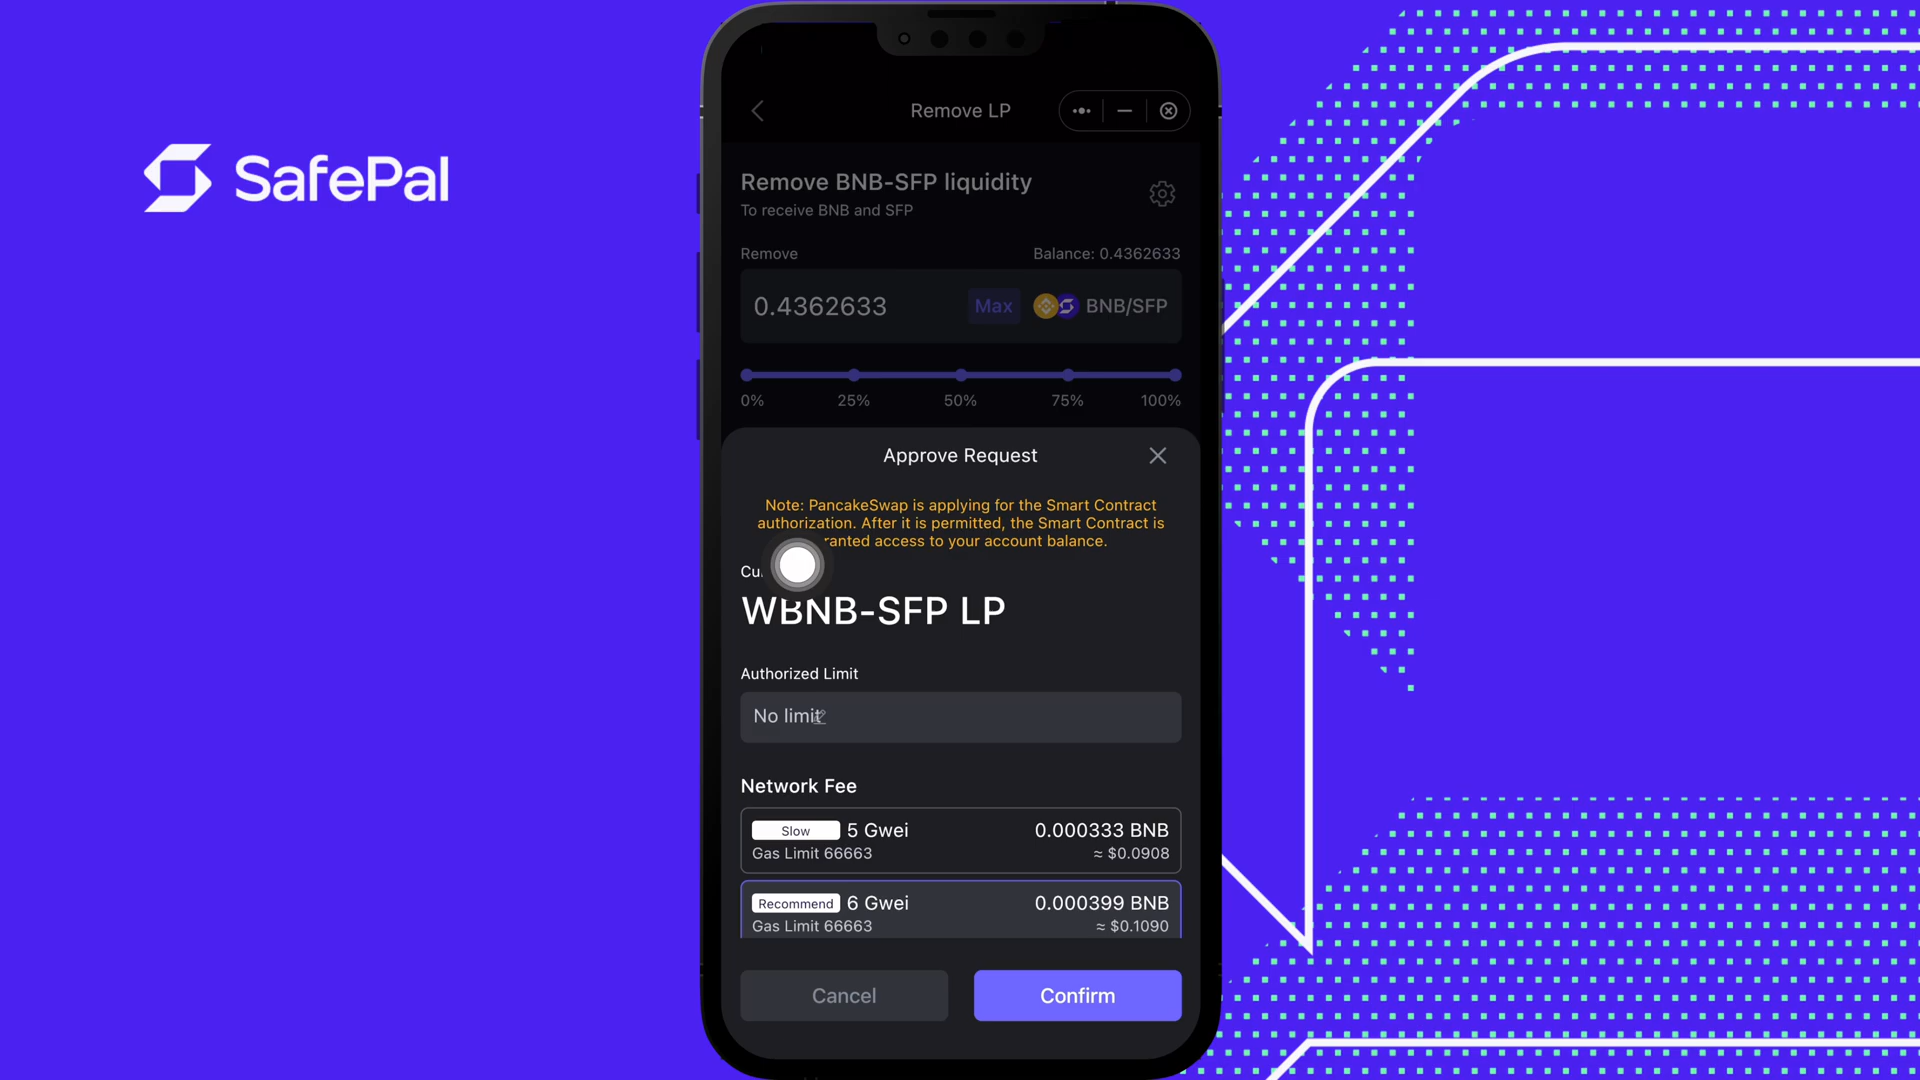 SafePal
Remove LP
Remove BNB-SFP liquidity
To receive BNB and SFP
Remove
Balance: 0.4362633
0.4362633
Max
BNB/SFP
0%
25%
50%
75%
100%
Approve Request
Note: PancakeSwap is applying for the Smart Contract
authorization. After it is permitted, the Smart Contract is
access to your account balance.
WBNB-SFP LP
Authorized Limit
No limit
Network Fee
Slow
5 Gwei
0.000333 BNB
Gas Limit 66663
≈ $0.0908
Recommend
6 Gwei
0.000399 BNB
Gas Limit 66663
≈ $0.1090
Cancel
Confirm